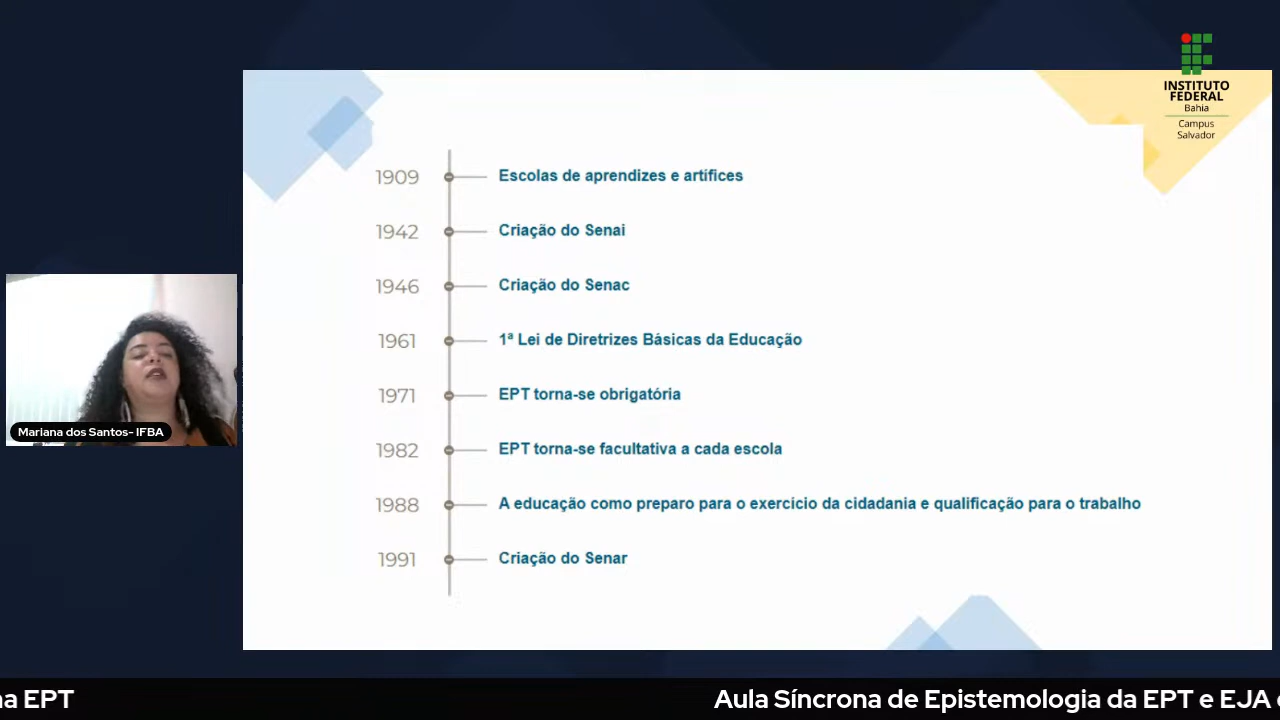 INSTITUTO
FEDERAL
Bahia
Campus
Salvador
1909 Escolas de aprendizes e artífices
1942 Criação do Senai
1946 Criação do Senac
1961 1ª Lei de Diretrizes Básicas da Educação
1971 EPT torna-se obrigatória
1982 EPT torna-se facultativa a cada escola
1988 A educação como preparo para o exercício da cidadania e qualificação para o trabalho
1991 Criação do Senar
Mariana dos Santos- IFBA
na EPT Aula Síncrona de Epistemologia da EPT e EJA